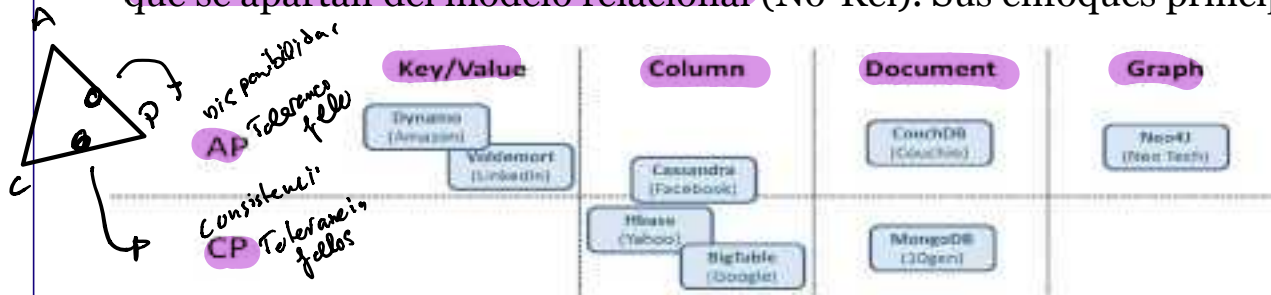 que se apartan del modelo relacional (No-Rel). Sus enfoques princip
A
P
C
Disponibilidad
Tolerancia
fallo
AP
Consistenci
Tolerancia
fallos
CP
Key/Value
Column
Document
Graph
Dynamo
(Amazon)
Voldemort
(LinkedIn)
Cassandra
(Facebook)
CouchDB
(Couchio)
Neo4J
(Neo Tech)
Hbase
(Yahoo)
BigTable
(Google)
MongoDB
(10gen)